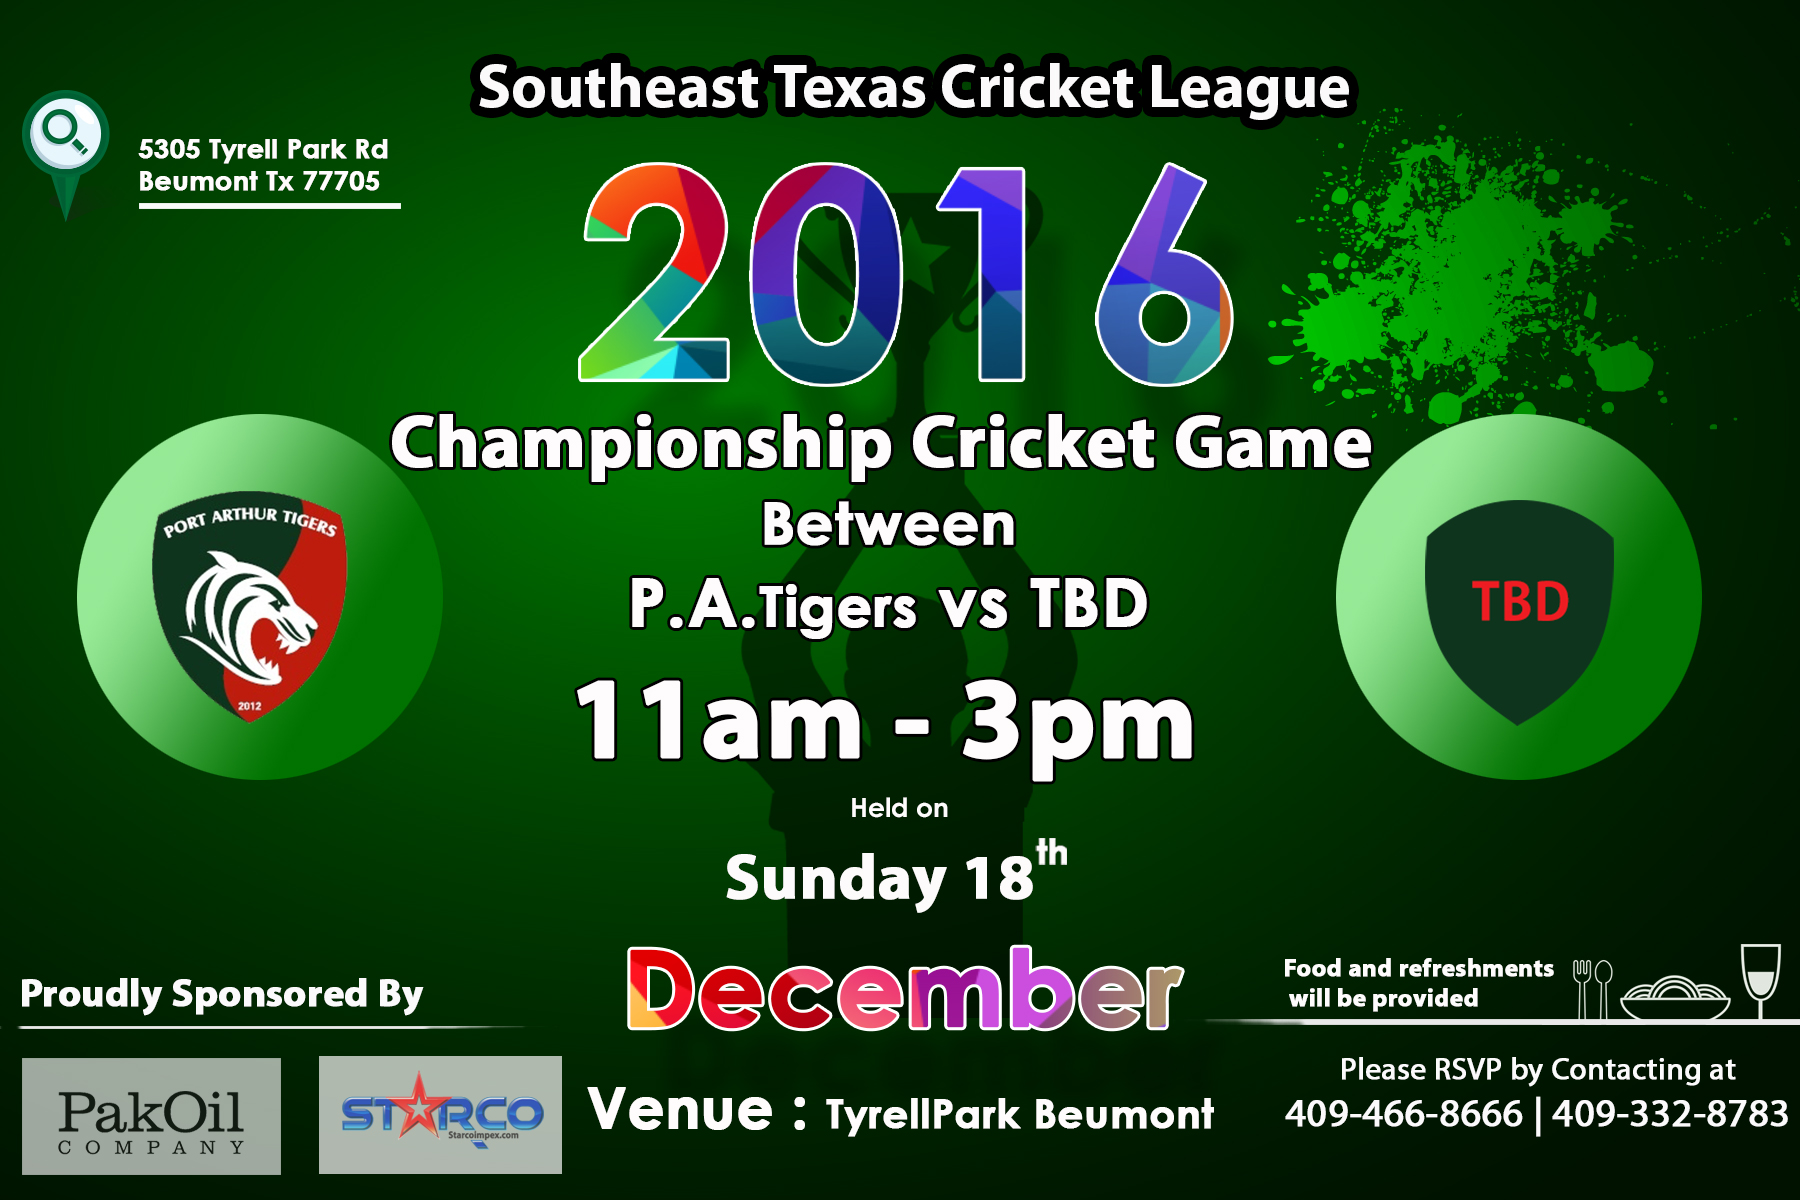 Southeast Texas Cricket League
5305 Tyrell Park Rd
Beumont Tx 77705
2016
Championship Cricket Game
Between
P.A.Tigers vs TBD
PORT ARTHUR TIGERS
2012
TBD
11am - 3pm
Held on
Sunday 18th
December
Venue : TyrellPark Beumont
Proudly Sponsored By
PakOil
COMPANY
STARCO
Starcoimpex.com
Food and refreshments
will be provided
Please RSVP by Contacting at
409-466-8666 | 409-332-8783